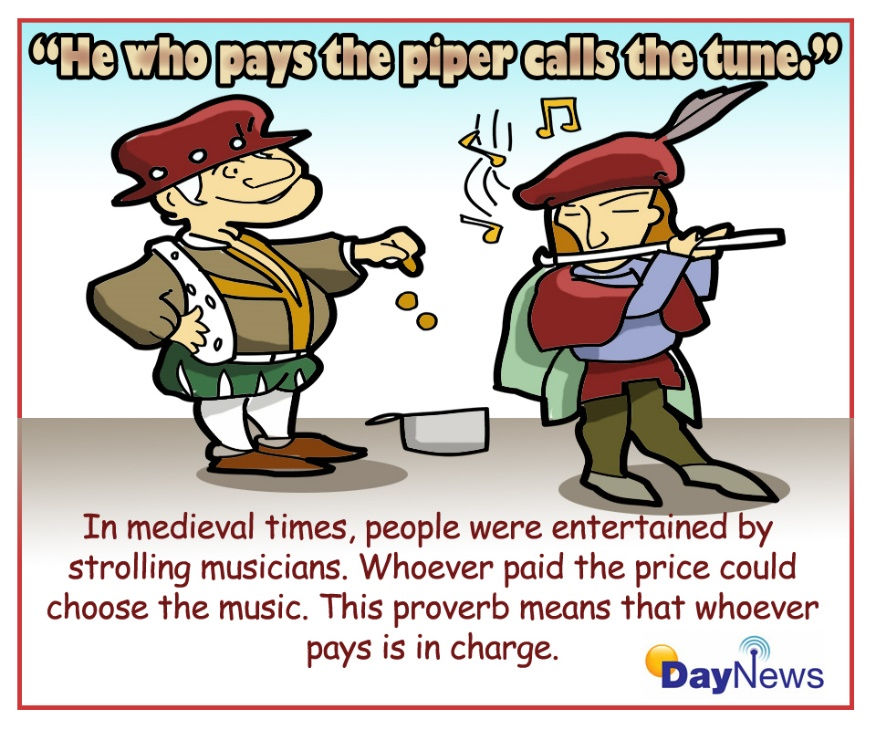 “He who pays the piper calls the tune.”
In medieval times, people were entertained by
strolling musicians. Whoever paid the price could
choose the music. This proverb means that whoever
pays is in charge.
DayNews